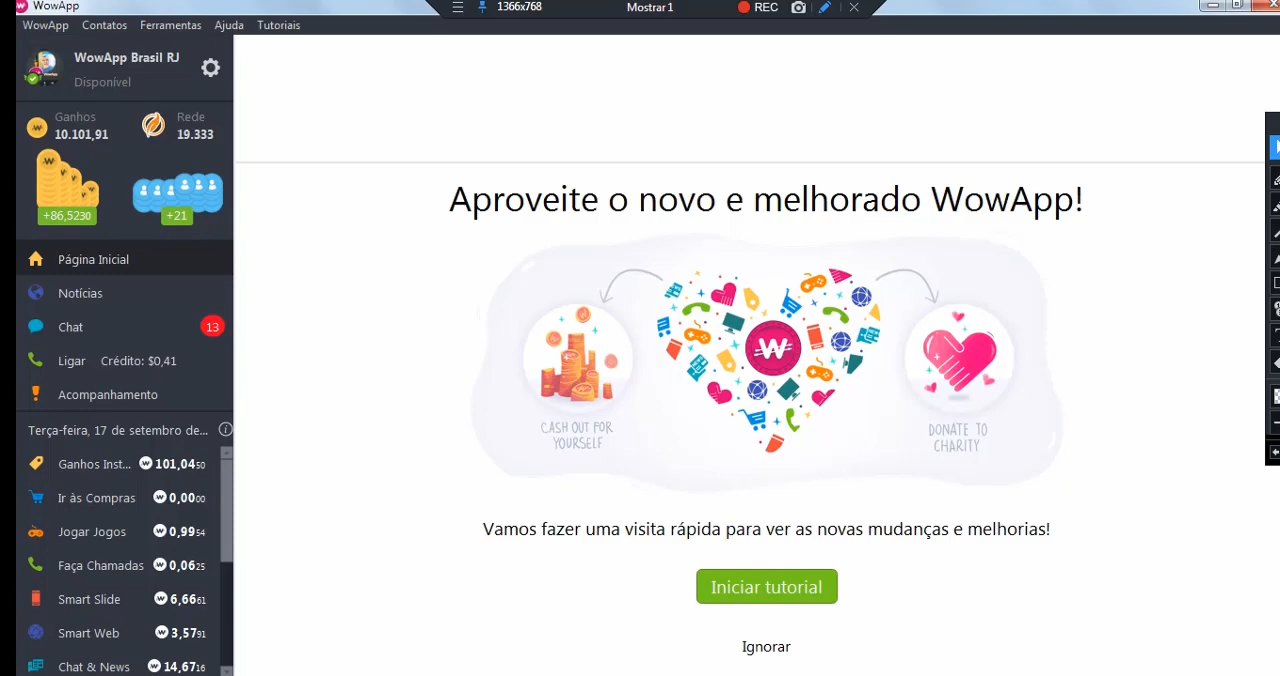 WowApp
1366x768
Mostrar1
REC
WowApp Contatos Ferramentas Ajuda Tutoriais
WowApp Brasil RJ
Disponível
Ganhos
10.101,91
Rede
19.333
+86,5230
+21
Página Inicial
Notícias
Chat
13
Ligar Crédito: $0,41
Acompanhamento
Terça-feira, 17 de setembro de...
Ganhos Inst... 101,0450
Ir às Compras 0,0000
Jogar Jogos 0,9954
Faça Chamadas 0,0625
Smart Slide 6,6661
Smart Web 3,5791
Chat & News 14,6716
Aproveite o novo e melhorado WowApp!
CASH OUT FOR
YOURSELF
DONATE TO
CHARITY
Vamos fazer uma visita rápida para ver as novas mudanças e melhorias!
Iniciar tutorial
Ignorar